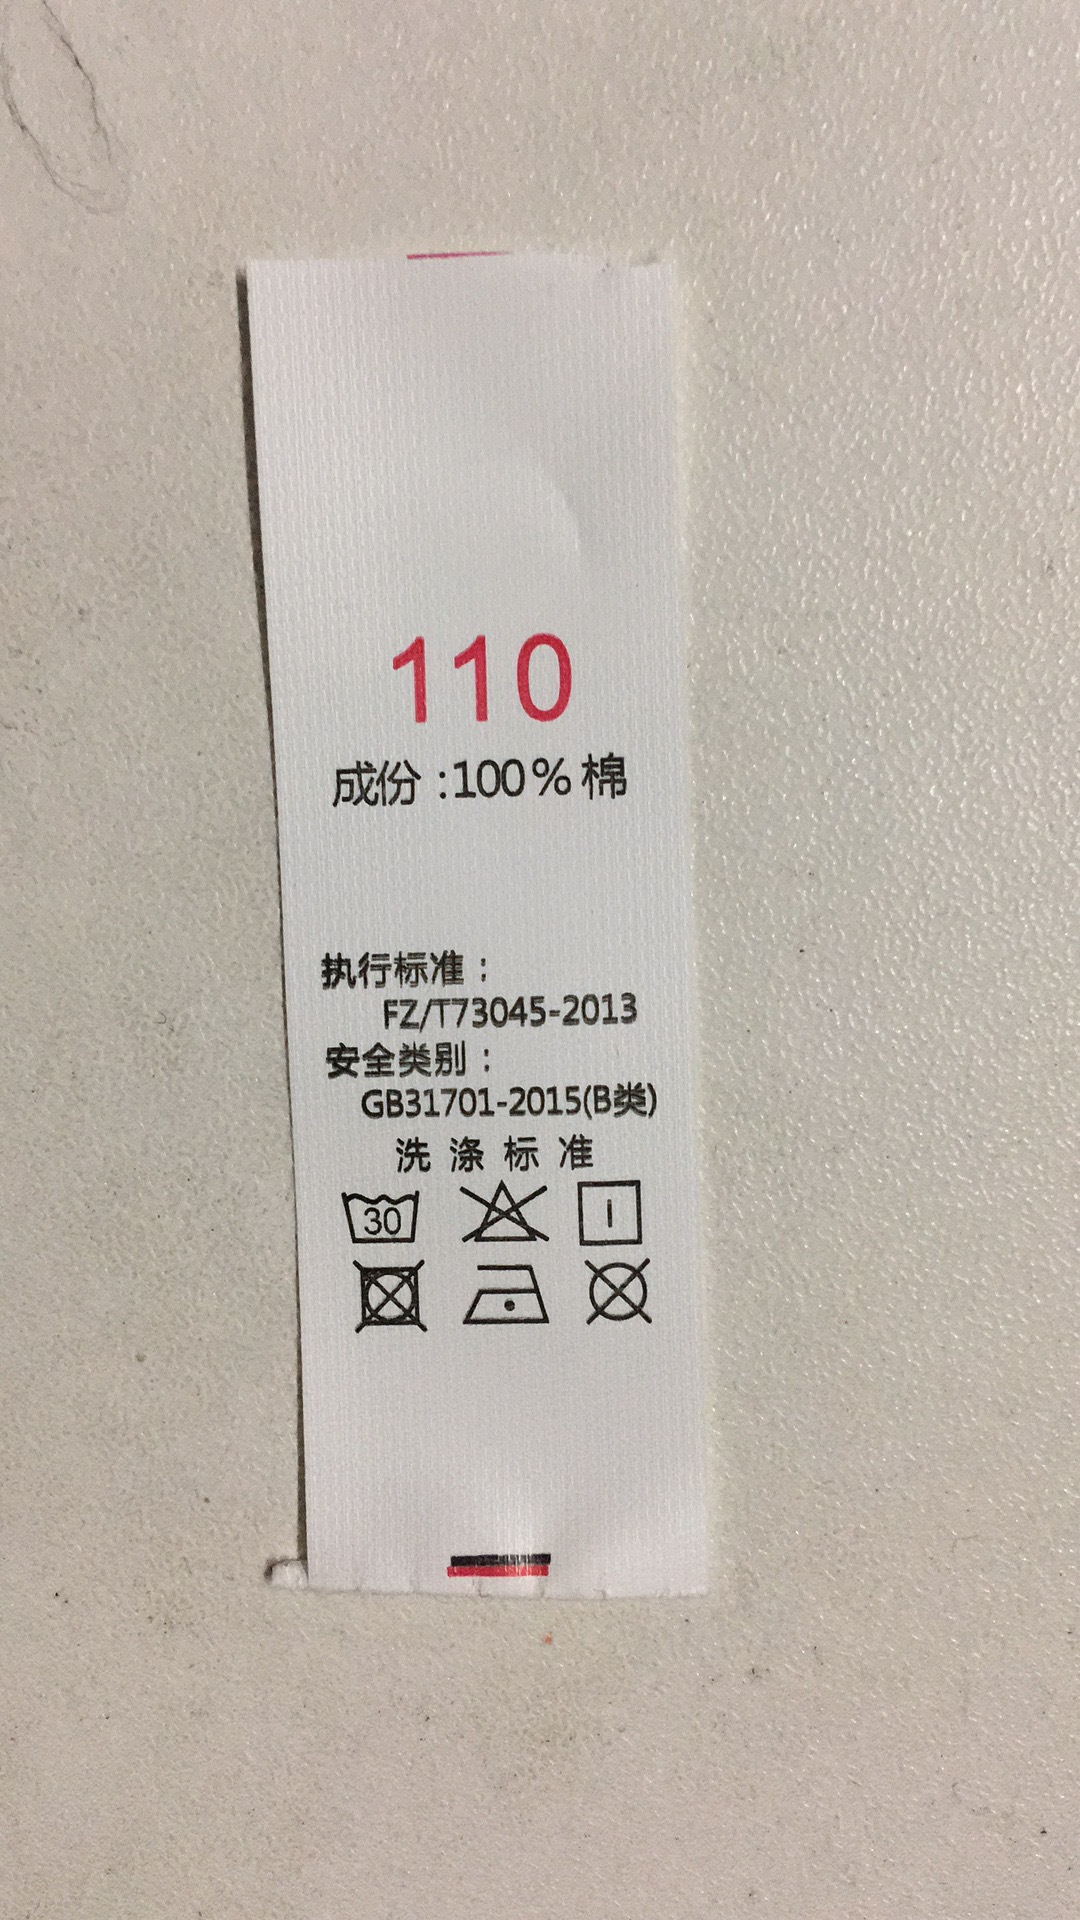 110
成份:100%棉
执行标准:
FZ/T73045-2013
安全类别:
GB31701-2015(B类)
洗涤标准
30